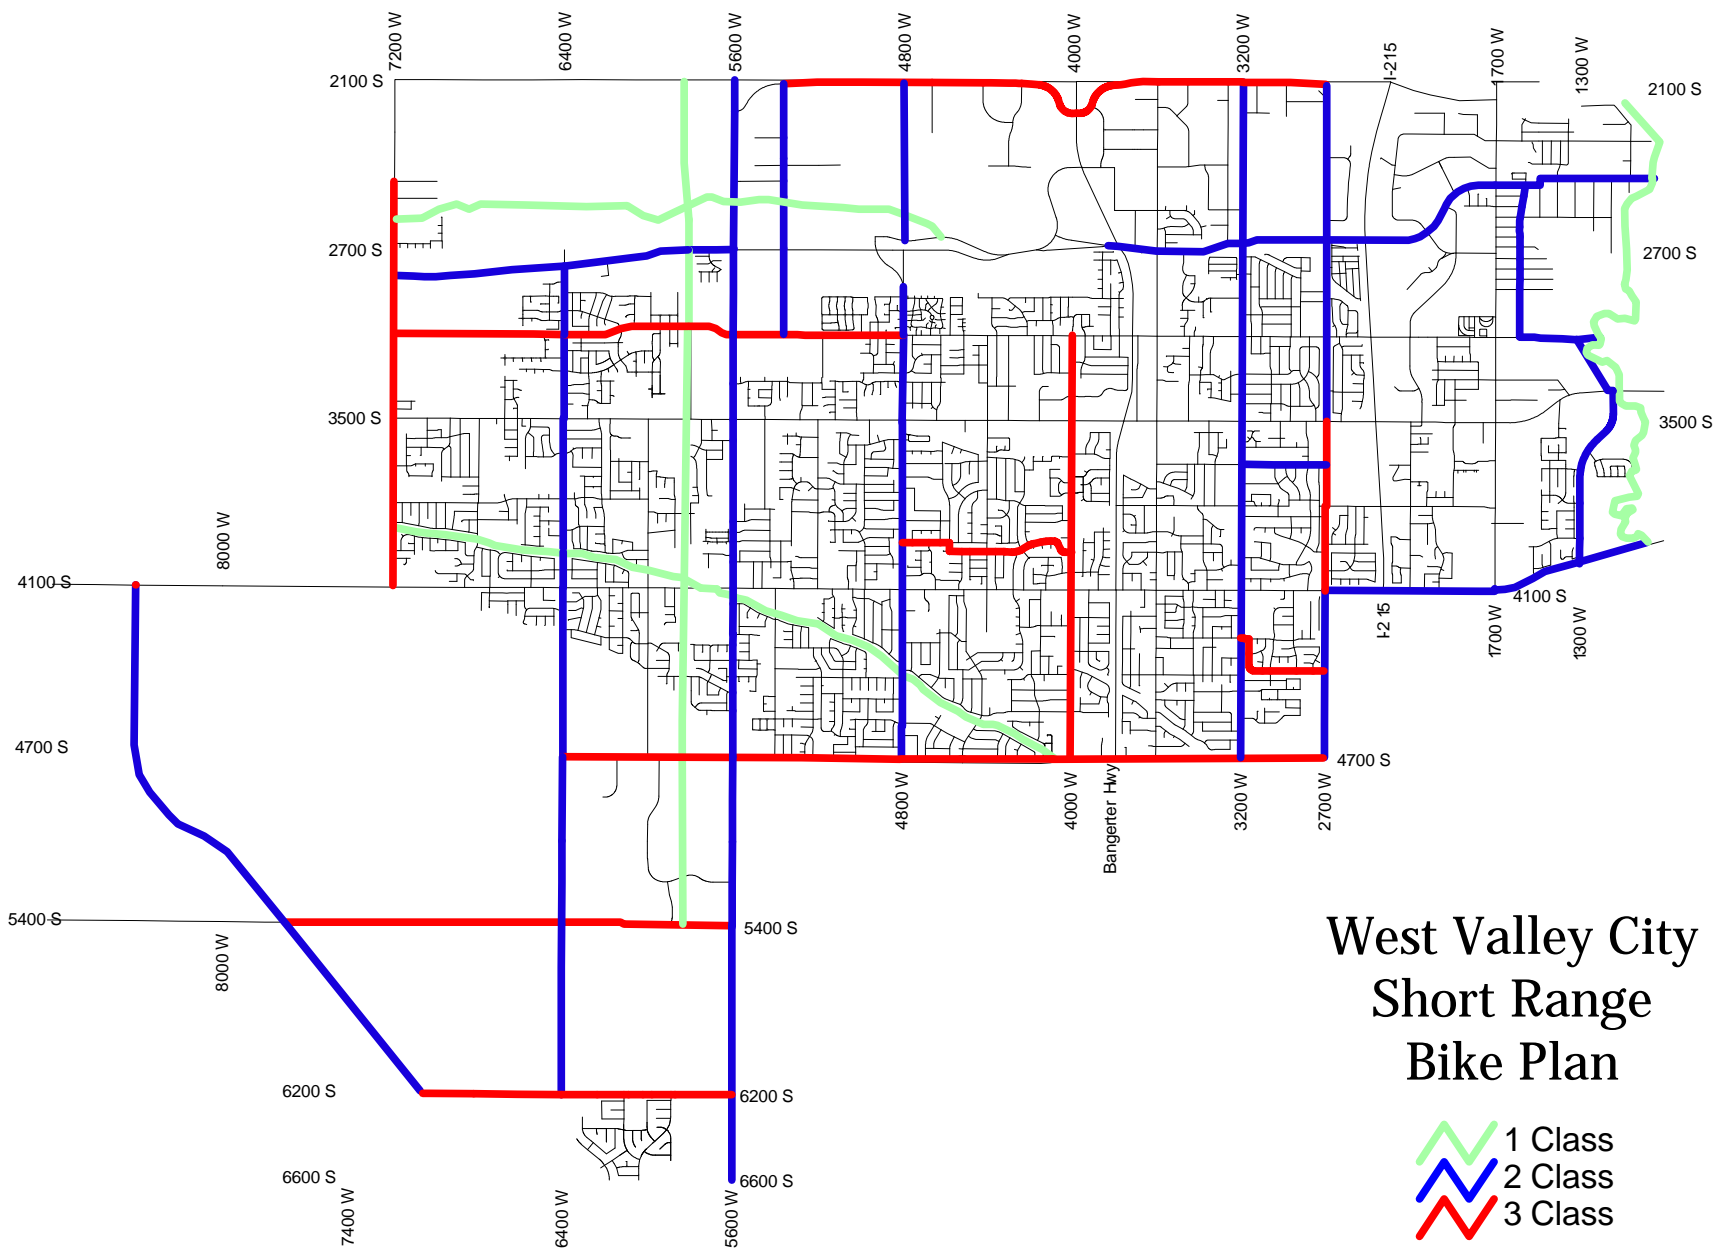 7200 W
6400 W
5600 W
4800 W
4000 W
3200 W
I-215
1700 W
1300 W
2100 S
2100 S
2700 S
2700 S
3500 S
3500 S
8000 W
4100 S
4100 S
I-2 15
1700 W
1300 W
4700 S
4700 S
4800 W
4000 W
Bangerter Hwy
3200 W
2700 W
5400 S
5400 S
8000 W
6200 S
6200 S
6600 S
6600 S
7400 W
6400 W
5600 W
West Valley City
Short Range
Bike Plan
1 Class
2 Class
3 Class